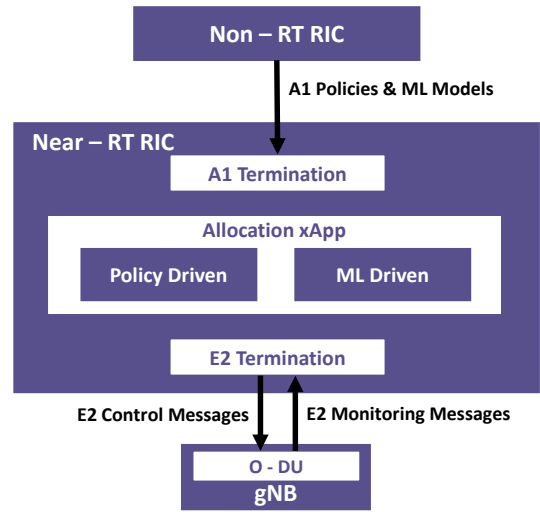 Non – RT RIC
A1 Policies & ML Models
Near – RT RIC
A1 Termination
Allocation xApp
Policy Driven
ML Driven
E2 Termination
E2 Control Messages
E2 Monitoring Messages
O - DU
gNB